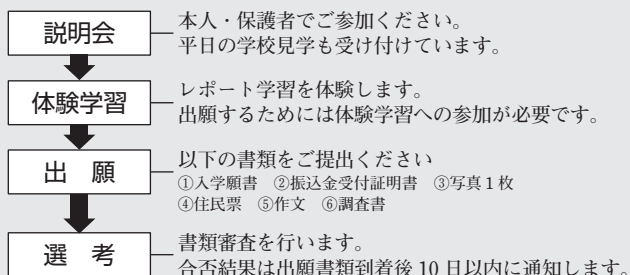 説明会
本人・保護者でご参加ください。
平日の学校見学も受け付けています。
体験学習
レポート学習を体験します。
出願するためには体験学習への参加が必要です。
出　願
以下の書類をご提出ください
①入学願書　②振込金受付証明書　③写真１枚
④住民票　⑤作文　⑥調査書
選　考
書類審査を行います。
合否結果は出願書類到着後 10 日以内に通知します。